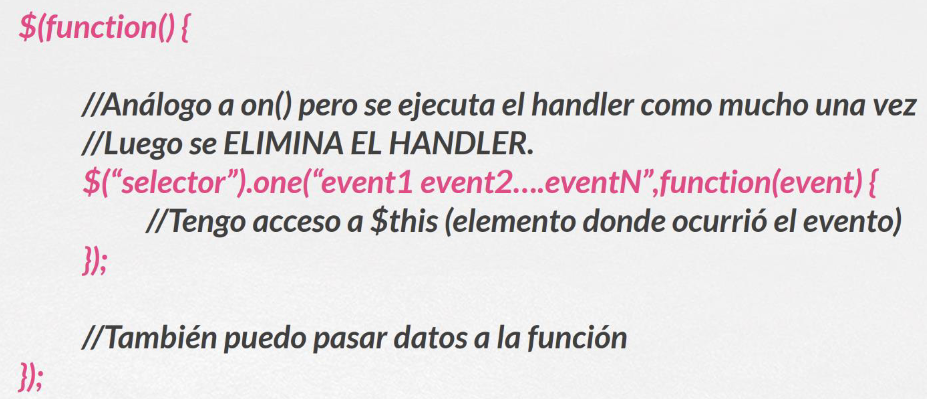 $(function() {
//Análogo a on() pero se ejecuta el handler como mucho una vez
//Luego se ELIMINA EL HANDLER.
$(“selector”).one(“event1 event2….eventN”,function(event) {
//Tengo acceso a $this (elemento donde ocurrió el evento)
});
//También puedo pasar datos a la función
});